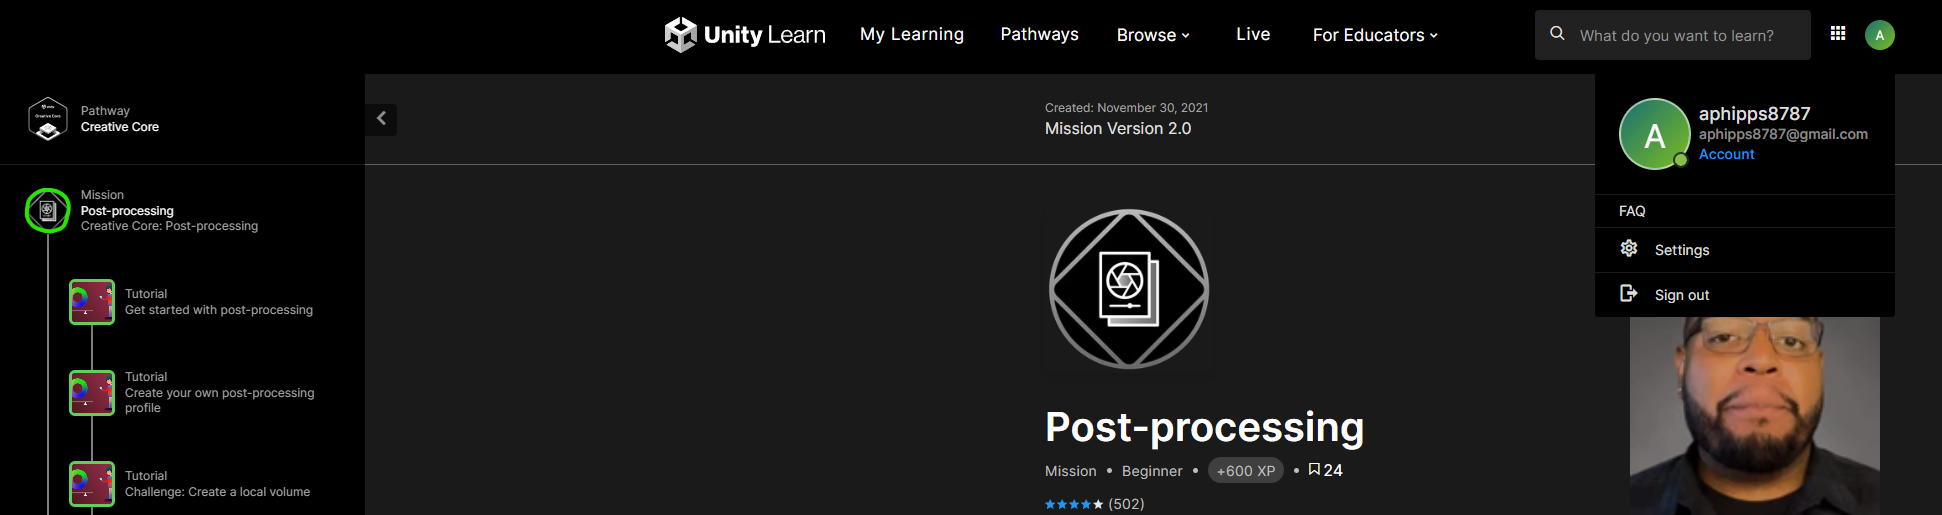 Unity Learn
My Learning
Pathways
Browse
Live
For Educators
What do you want to learn?
A
Pathway
Creative Core
Created: November 30, 2021
Mission Version 2.0
A
aphipps8787
aphipps8787@gmail.com
Account
FAQ
Settings
Sign out
Mission
Post-processing
Creative Core: Post-processing
Tutorial
Get started with post-processing
Tutorial
Create your own post-processing
profile
Tutorial
Challenge: Create a local volume
Post-processing
Mission • Beginner • +600 XP • 24
(502)